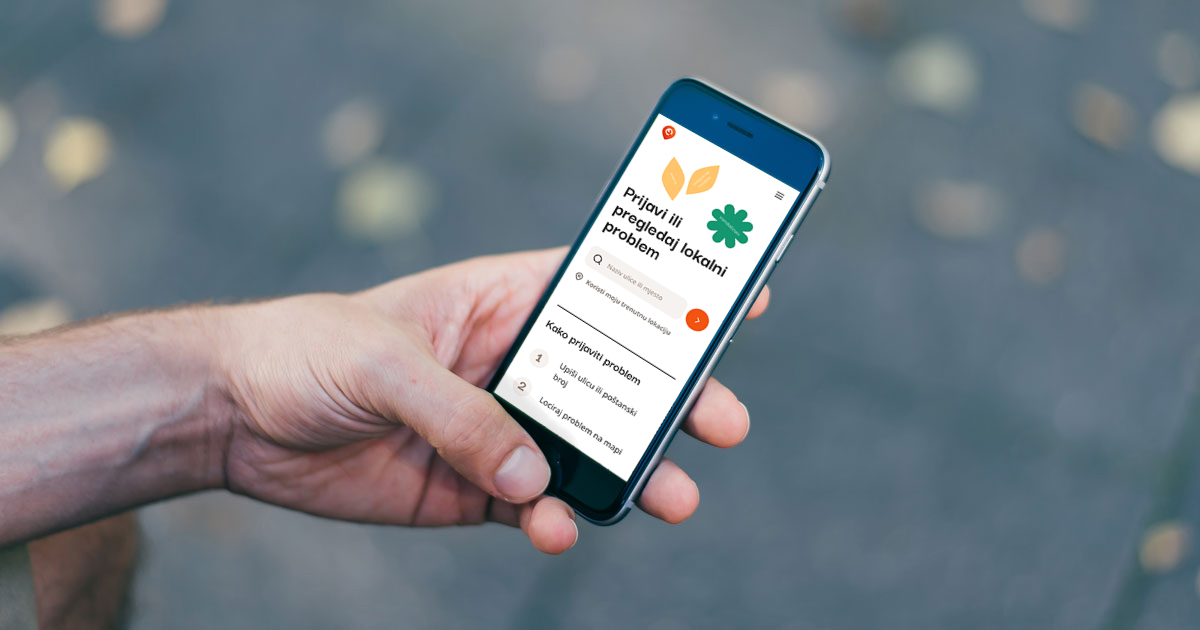 Prijavi ili
pregledaj lokalni
problem
Naziv ulice ili mjesto
Koristi moju trenutnu lokaciju
Kako prijaviti problem
1
Upiši ulicu ili poštanski
broj
2
Lociraj problem na mapi